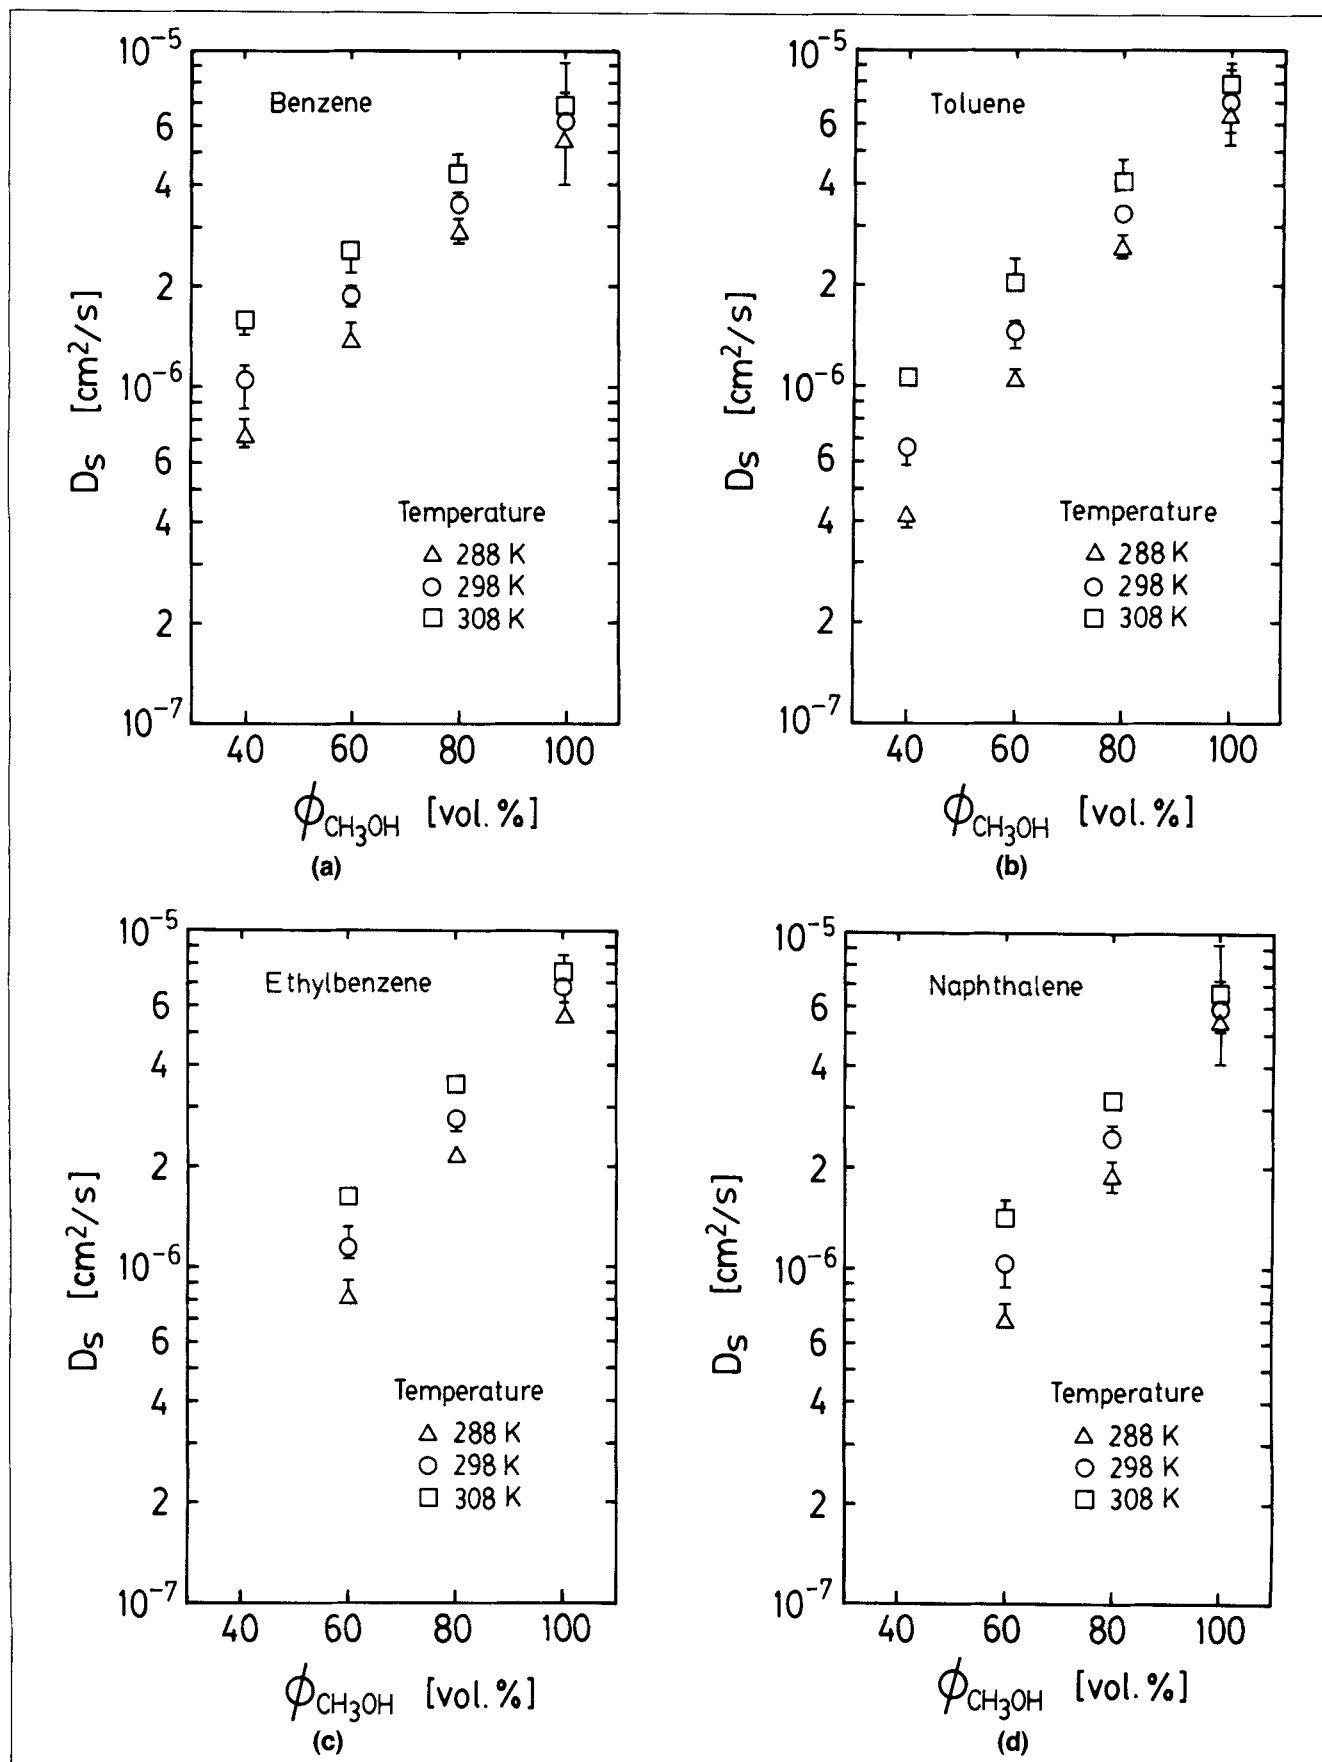 10⁻⁵
Benzene
6
4
2
10⁻⁶
6
4
2
10⁻⁷
Ds [cm²/s]
Temperature
△ 288 K
○ 298 K
□ 308 K
40 60 80 100
ϕCH₃OH [vol.%]
(a)
10⁻⁵
Toluene
6
4
2
10⁻⁶
6
4
2
10⁻⁷
Ds [cm²/s]
Temperature
△ 288 K
○ 298 K
□ 308 K
40 60 80 100
ϕCH₃OH [vol.%]
(b)
10⁻⁵
Ethylbenzene
6
4
2
10⁻⁶
6
4
2
10⁻⁷
Ds [cm²/s]
Temperature
△ 288 K
○ 298 K
□ 308 K
40 60 80 100
ϕCH₃OH [vol.%]
(c)
10⁻⁵
Naphthalene
6
4
2
10⁻⁶
6
4
2
10⁻⁷
Ds [cm²/s]
Temperature
△ 288 K
○ 298 K
□ 308 K
40 60 80 100
ϕCH₃OH [vol.%]
(d)